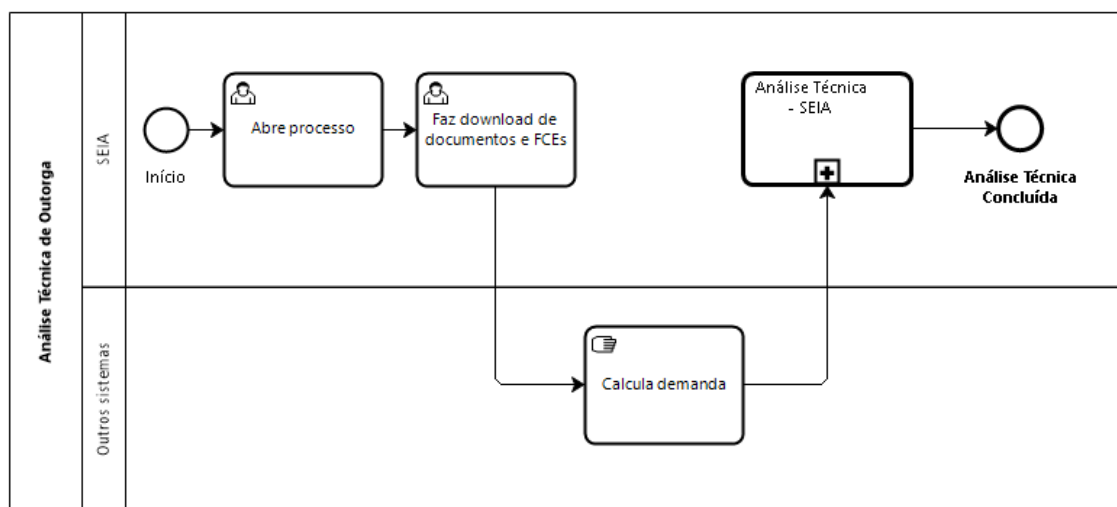 Análise Técnica de Outorga
SEIA
Início
Abre processo
Faz download de
documentos e FCEs
Análise Técnica
- SEIA
Análise Técnica
Concluída
Outros sistemas
Calcula demanda